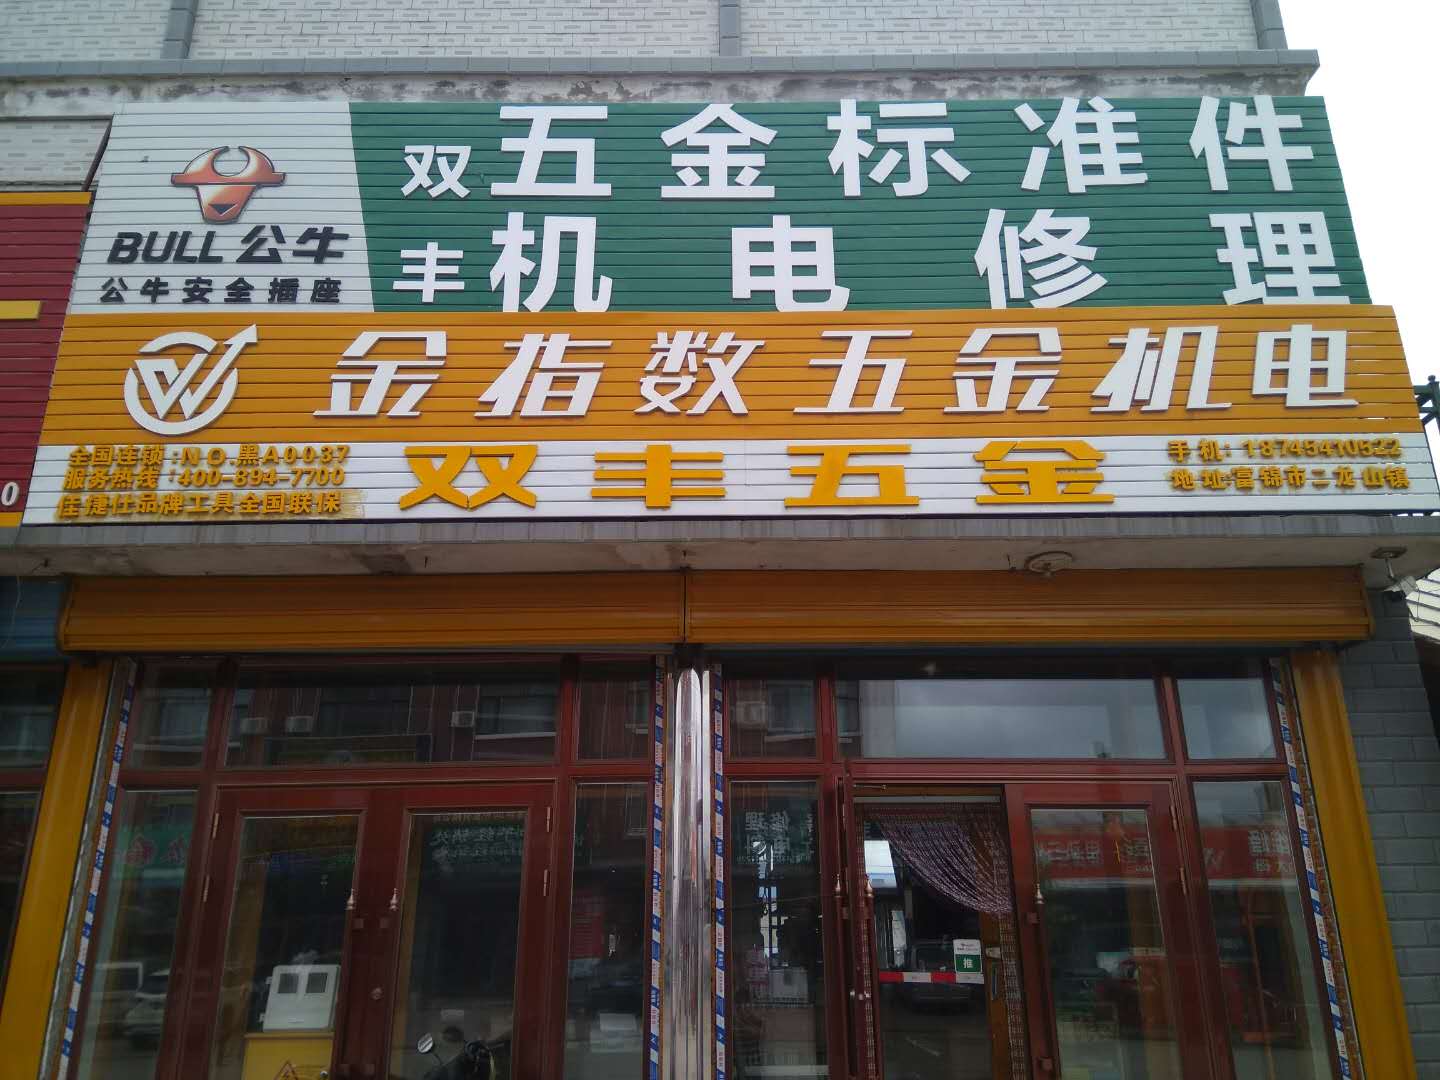 双 五金标准件
丰 机电修理
BULL 公牛
公牛安全插座
金指数五金机电
全国连锁:NO.黑A0037
服务热线:400-894-7700
佳捷仕品牌工具全国联保
双丰五金
手机: 18745410522
地址:富锦市二龙山镇
推